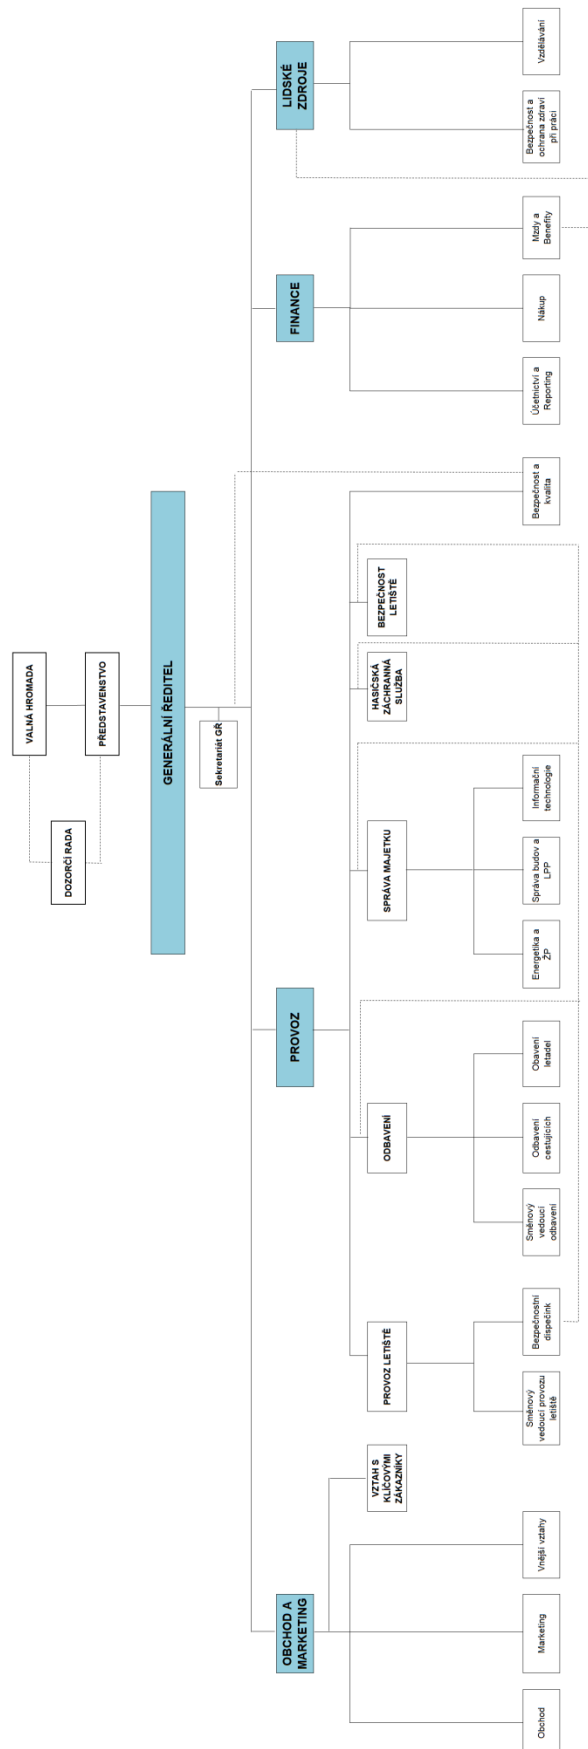 VALNÁ HROMADA
DOZORČÍ RADA
PŘEDSTAVENSTVO
GENERÁLNÍ ŘEDITEL
Sekretariát GŘ
OBCHOD A
MARKETING
PROVOZ
FINANCE
LIDSKÉ
ZDROJE
VZTAH S
KLÍČOVÝMI
ZÁKAZNÍKY
PROVOZ LETIŠTĚ
ODBAVENÍ
SPRÁVA MAJETKU
HASIČSKÁ
ZÁCHRANNÁ
SLUŽBA
BEZPEČNOST
LETIŠTĚ
Obchod
Marketing
Vnější vztahy
Směnový
vedoucí provozu
letiště
Bezpečnostní
dispečink
Směnový
vedoucí
odbavení
Odbavení
cestujících
Obavení
letadel
Energetika a
ŽP
Správa budov a
LPP
Informační
technologie
Bezpečnost a
kvalita
Účetnictví a
Reporting
Nákup
Mzdy a
Benefity
Bezpečnost a
ochrana zdraví
při práci
Vzdělávání